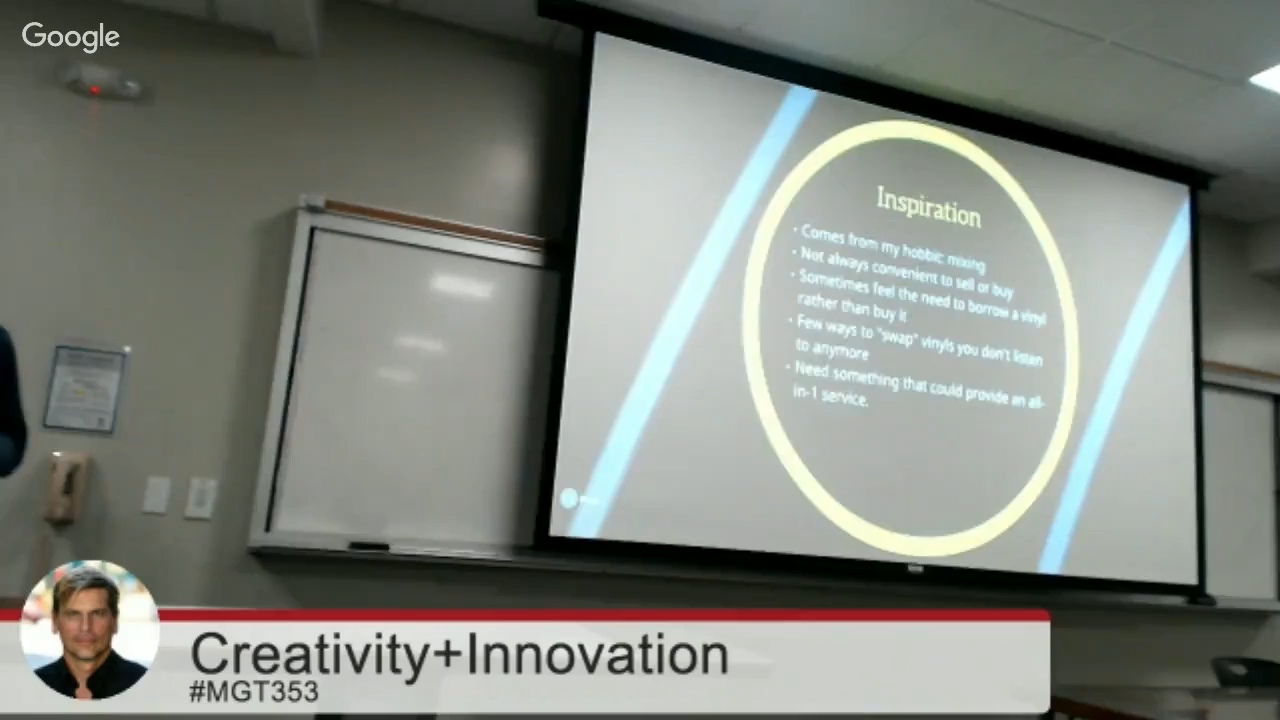 Google
Inspiration
• Comes from my hobbie: mixing
• Not always convenient to sell or buy
• Sometimes feel the need to borrow a vinyl
rather than buy it
• Few ways to "swap" vinyls you don't listen
to anymore
• Need something that could provide an all-
in-1 service.
Creativity+Innovation
#MGT353